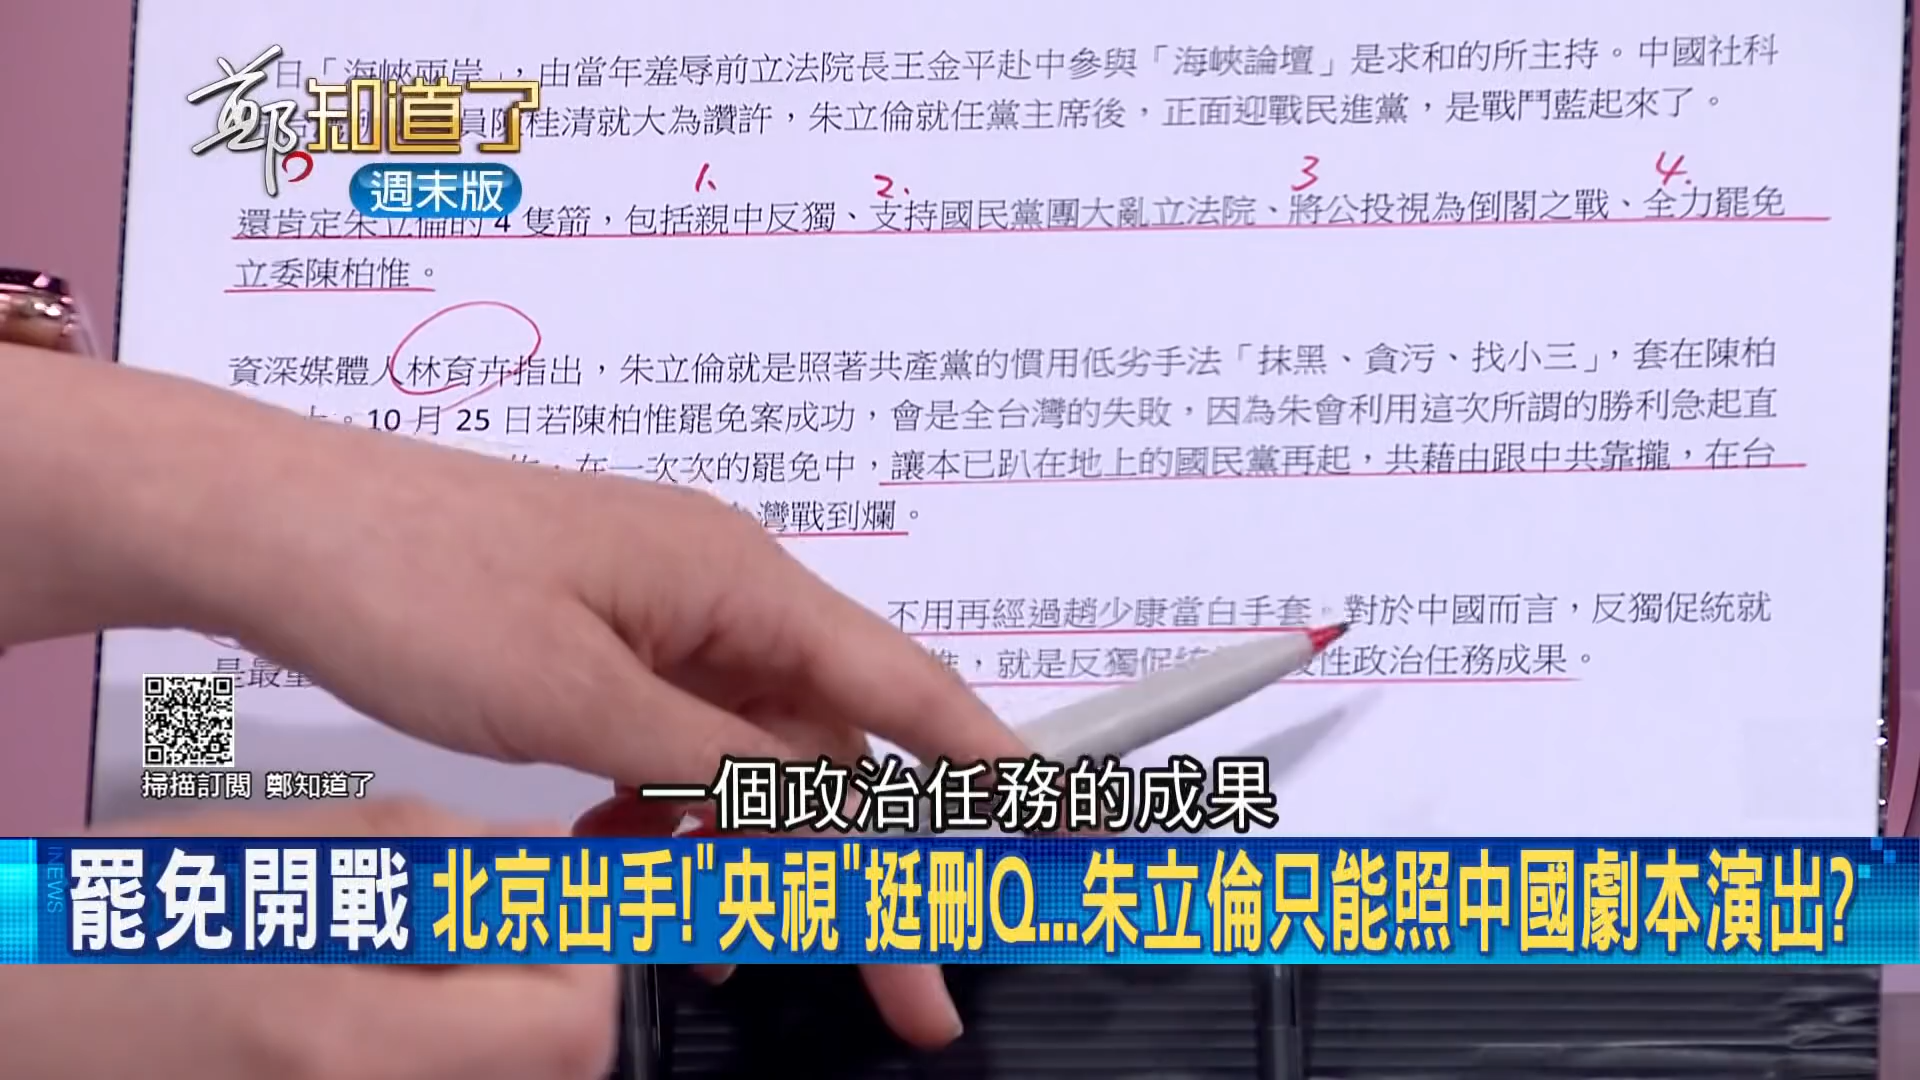 日「海峽兩岸」，由當年羞辱前立法院長王金平赴中參與「海峽論壇」是求和的所主持。中國社科
員陳桂清就大為讚許，朱立倫就任黨主席後，正面迎戰民進黨，是戰鬥藍起來了。
鄭知道了
週末版
1. 2. 3 4.
還肯定朱立倫的 4 隻箭，包括親中反獨、支持國民黨團大亂立法院、將公投視為倒閣之戰、全力罷免
立委陳柏惟。
資深媒體人林育卉指出，朱立倫就是照著共產黨的慣用低劣手法「抹黑、貪污、找小三」，套在陳柏
。10 月 25 日若陳柏惟罷免案成功，會是全台灣的失敗，因為朱會利用這次所謂的勝利急起直
在一次次的罷免中，讓本已趴在地上的國民黨再起，共藉由跟中共靠攏，在台
灣戰到爛。
不用再經過趙少康當白手套。對於中國而言，反獨促統就
是最重 惟，就是反獨促統 性政治任務成果。
掃描訂閱 鄭知道了
一個政治任務的成果
NEWS
罷免開戰 北京出手!"央視"挺刪Q...朱立倫只能照中國劇本演出?